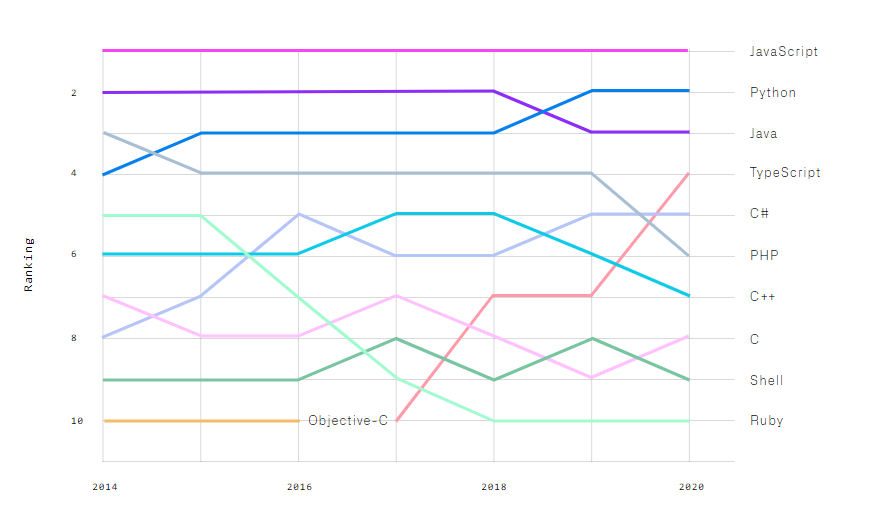 JavaScript
2
Python
Java
4
TypeScript
C#
Ranking
6
PHP
C++
8
C
Shell
10
Objective-C
Ruby
2014
2016
2018
2020